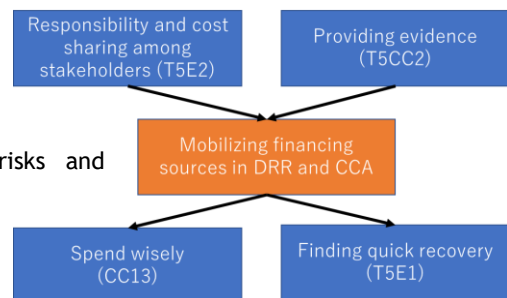 Responsibility and cost
sharing among
stakeholders (T5E2)
Providing evidence
(T5CC2)
risks and
Mobilizing financing
sources in DRR and CCA
Spend wisely
(CC13)
Finding quick recovery
(T5E1)